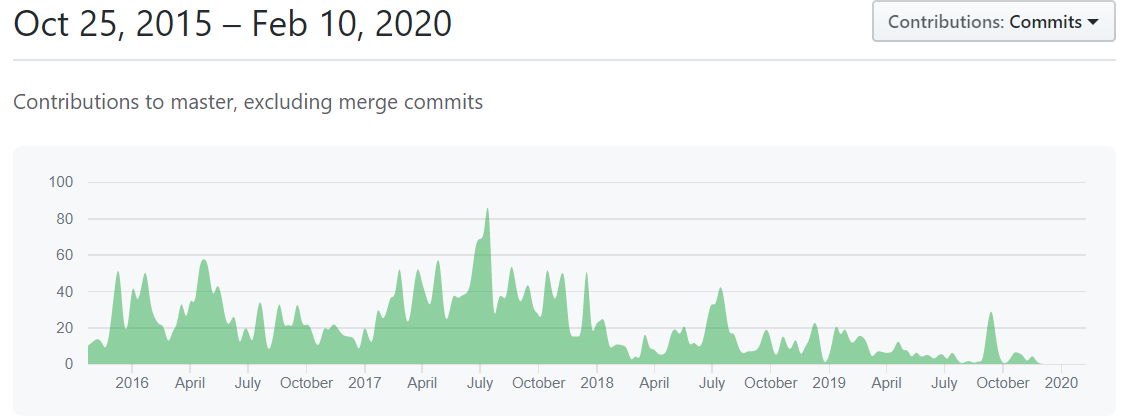 Oct 25, 2015 – Feb 10, 2020
Contributions: Commits
Contributions to master, excluding merge commits
100
80
60
40
20
0
2016 April July October 2017 April July October 2018 April July October 2019 April July October 2020